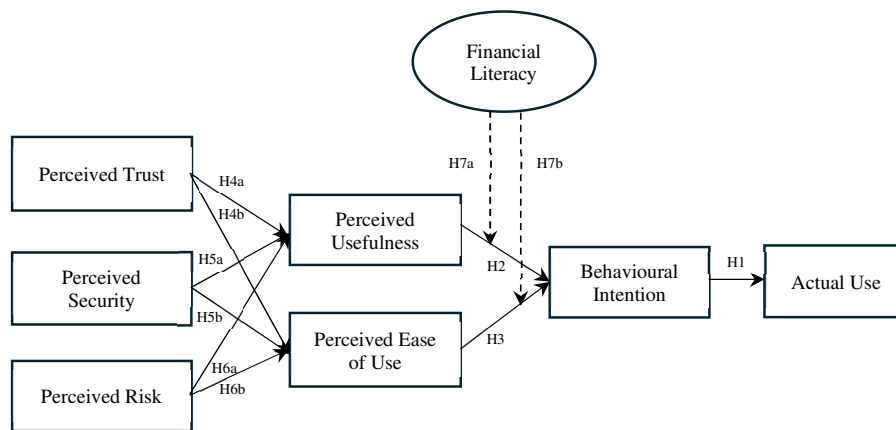 Financial
Literacy
H7a
H7b
Perceived Trust
H4a
H4b
Perceived
Usefulness
Perceived
Security
H5a
H5b
H2
Behavioural
Intention
H1
Actual Use
Perceived Ease
of Use
H3
Perceived Risk
H6a
H6b